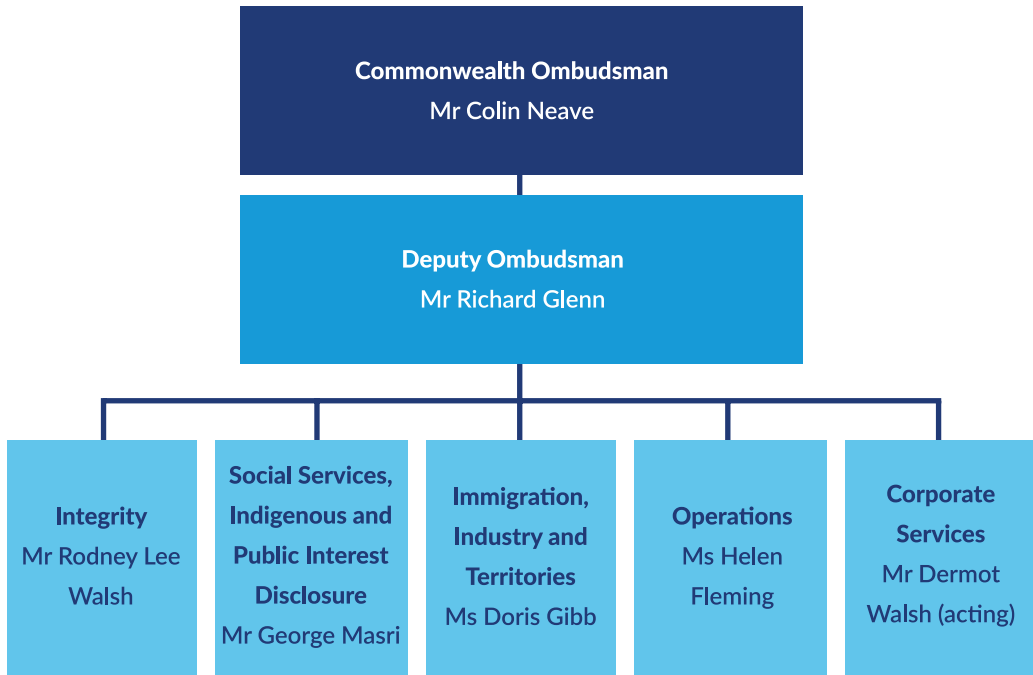 Commonwealth Ombudsman
Mr Colin Neave
Deputy Ombudsman
Mr Richard Glenn
Integrity
Mr Rodney Lee
Walsh
Social Services,
Indigenous and
Public Interest
Disclosure
Mr George Masri
Immigration,
Industry and
Territories
Ms Doris Gibb
Operations
Ms Helen
Fleming
Corporate
Services
Mr Dermot
Walsh (acting)